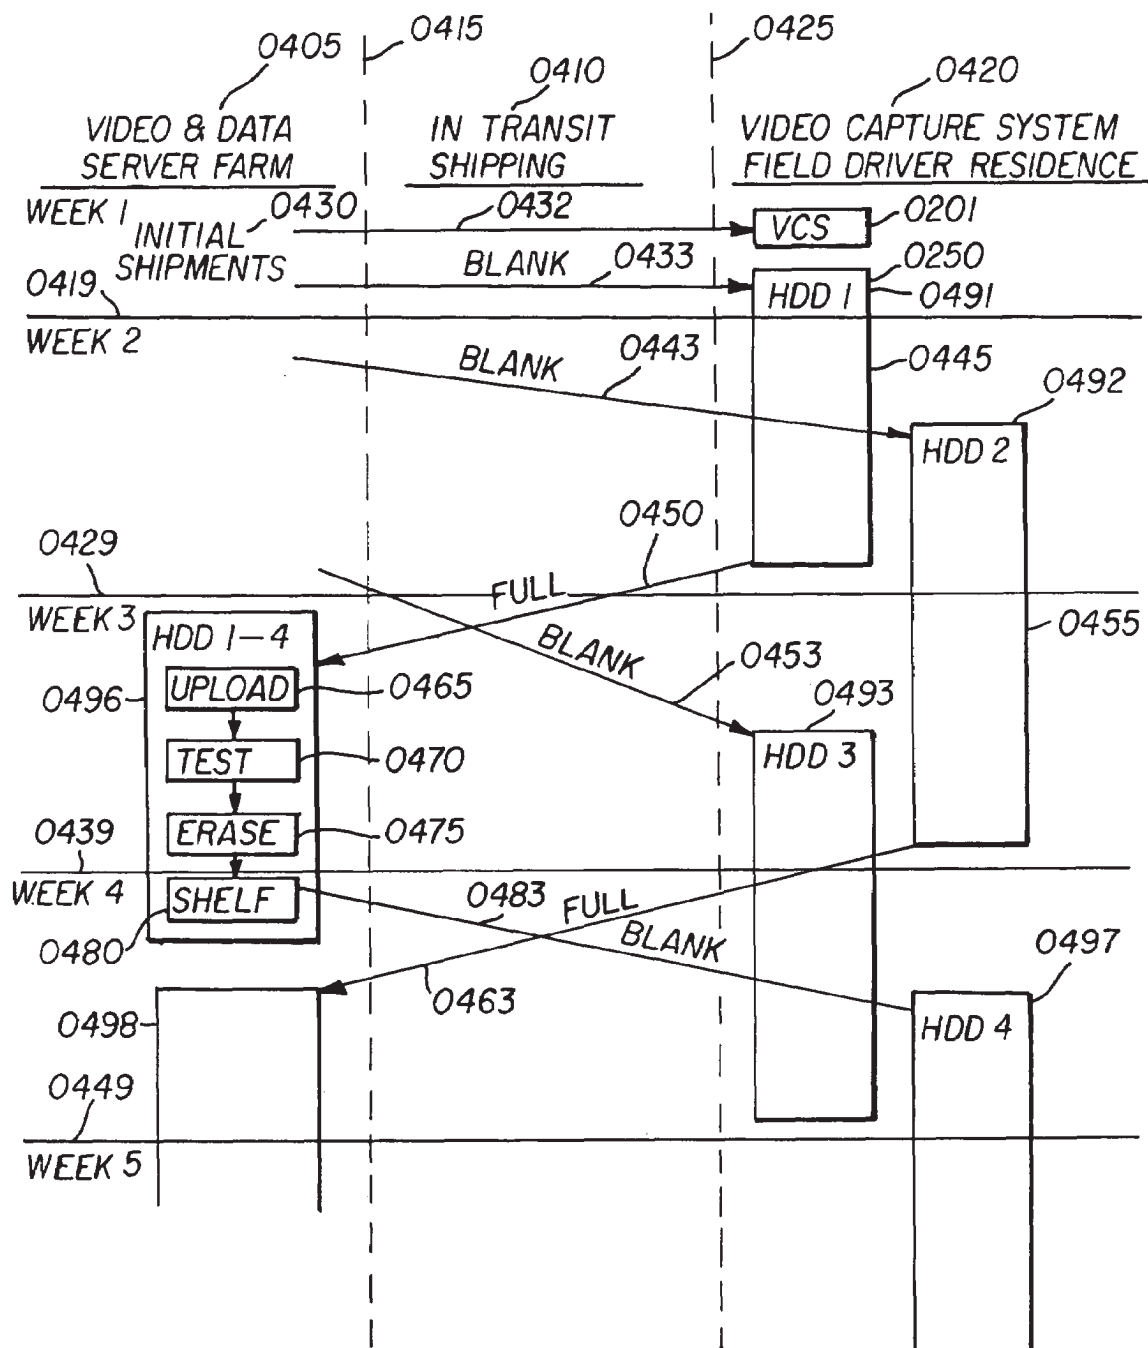 0415
0425
0405
0410
0420
VIDEO & DATA
SERVER FARM
IN TRANSIT
SHIPPING
VIDEO CAPTURE SYSTEM
FIELD DRIVER RESIDENCE
WEEK 1
0430
0432
VCS
0201
INITIAL
SHIPMENTS
BLANK
0433
0250
HDD 1
0491
0419
WEEK 2
BLANK
0443
0445
0492
HDD 2
0450
0429
FULL
WEEK 3
HDD 1-4
BLANK
0455
0453
0496
UPLOAD
0465
0493
HDD 3
TEST
0470
0439
ERASE
0475
WEEK 4
SHELF
0483
FULL
BLANK
0480
0497
0463
0498
HDD 4
0449
WEEK 5